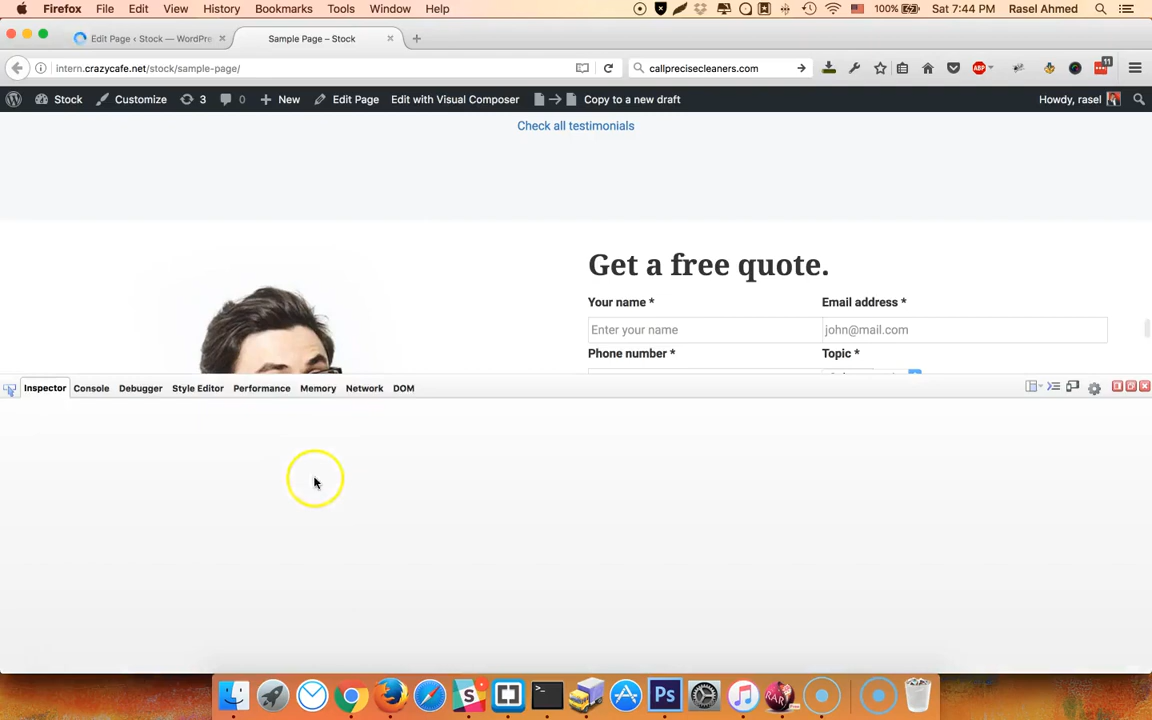 Firefox File Edit View History Bookmarks Tools Window Help 100% Sat 7:44 PM Rasel Ahmed
Edit Page ‹ Stock — WordPre
Sample Page – Stock
intern.crazycafe.net/stock/sample-page/
callprecisecleaners.com
ABP
11
Stock Customize 3 0 New Edit Page Edit with Visual Composer Copy to a new draft Howdy, rasel
Check all testimonials
Get a free quote.
Your name * Email address *
Enter your name john@mail.com
Phone number * Topic *
Inspector Console Debugger Style Editor Performance Memory Network DOM
Ps